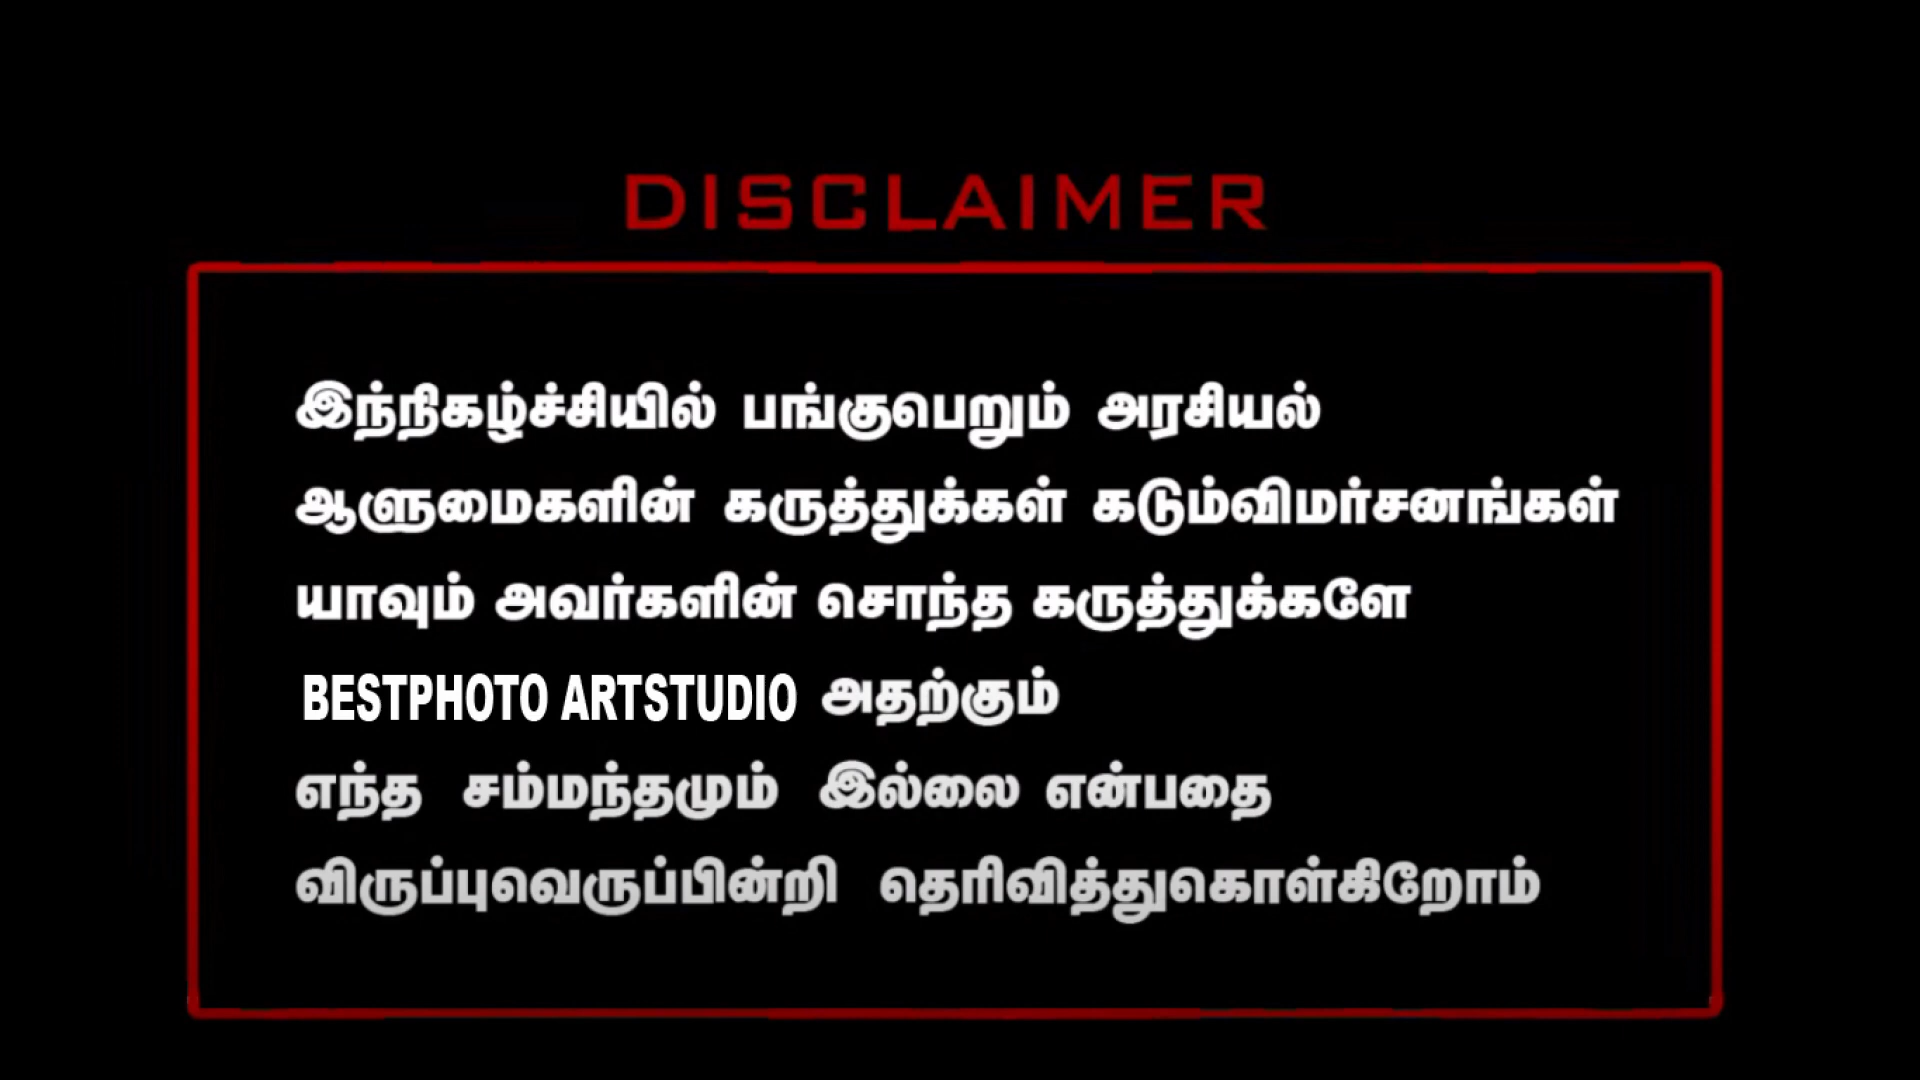 DISCLAIMER
இந்நிகழ்ச்சியில் பங்குபெறும் அரசியல்
ஆளுமைகளின் கருத்துக்கள் கடும்விமர்சனங்கள்
யாவும் அவர்களின் சொந்த கருத்துக்களே
BESTPHOTO ARTSTUDIO அதற்கும்
எந்த சம்மந்தமும் இல்லை என்பதை
விருப்புவெருப்பின்றி தெரிவித்துகொள்கிறோம்